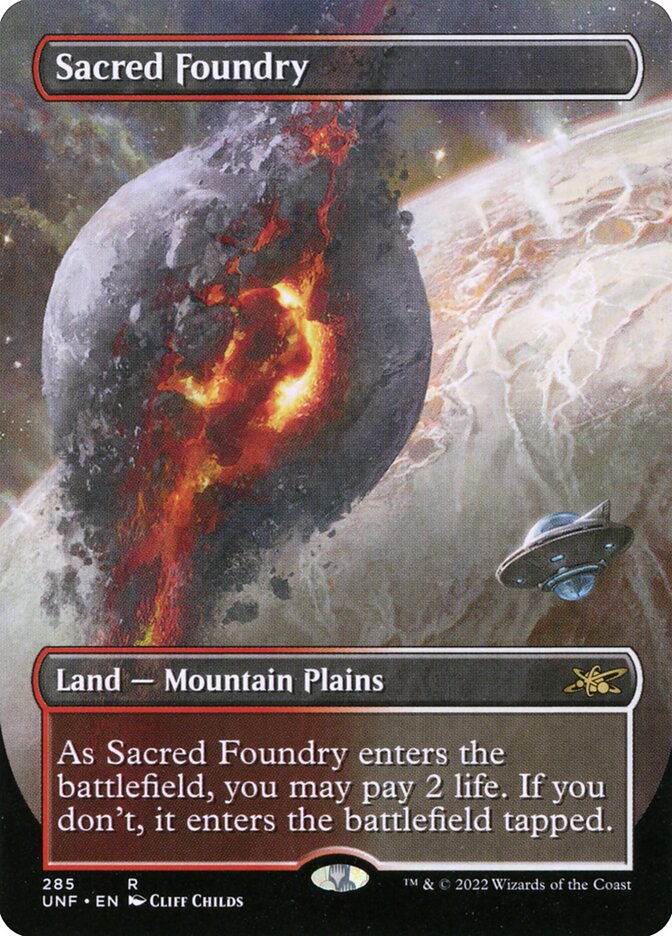 Sacred Foundry
Land — Mountain Plains
As Sacred Foundry enters the
battlefield, you may pay 2 life. If you
don't, it enters the battlefield tapped.
285 R
UNF • EN Cliff Childs
™ & © 2022 Wizards of the Coast